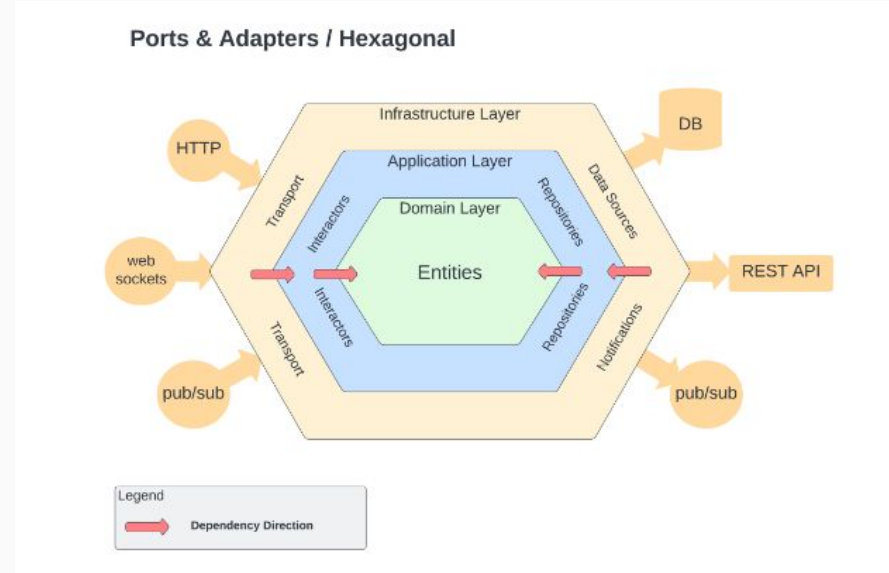 Ports & Adapters / Hexagonal
Infrastructure Layer
DB
HTTP
Application Layer
Transport
Interactors
Domain Layer
Repositories
Data Sources
web
sockets
Entities
REST API
Interactors
Repositories
Transport
Notifications
pub/sub
pub/sub
Legend
Dependency Direction